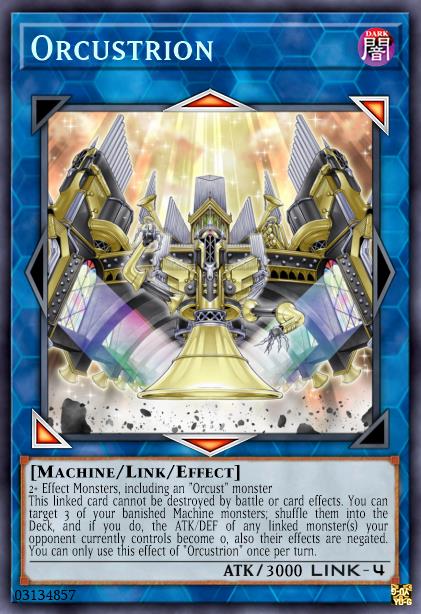 ORCUSTRION
DARK
闇
[MACHINE/LINK/EFFECT]
2+ Effect Monsters, including an "Orcust" monster
This linked card cannot be destroyed by battle or card effects. You can
target 3 of your banished Machine monsters; shuffle them into the
Deck, and if you do, the ATK/DEF of any linked monster(s) your
opponent currently controls become 0, also their effects are negated.
You can only use this effect of "Orcustrion" once per turn.
ATK/3000 LINK-4
03134857